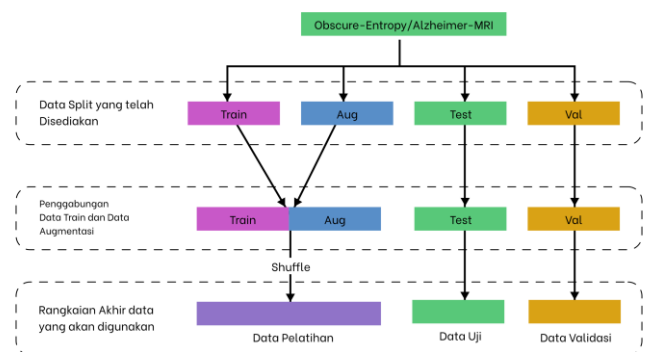 Obscure-Entropy/Alzheimer-MRI
Data Split yang telah
Disediakan
Train
Aug
Test
Val
Penggabungan
Data Train dan Data
Augmentasi
Train
Aug
Test
Val
Shuffle
Rangkaian Akhir data
yang akan digunakan
Data Pelatihan
Data Uji
Data Validasi